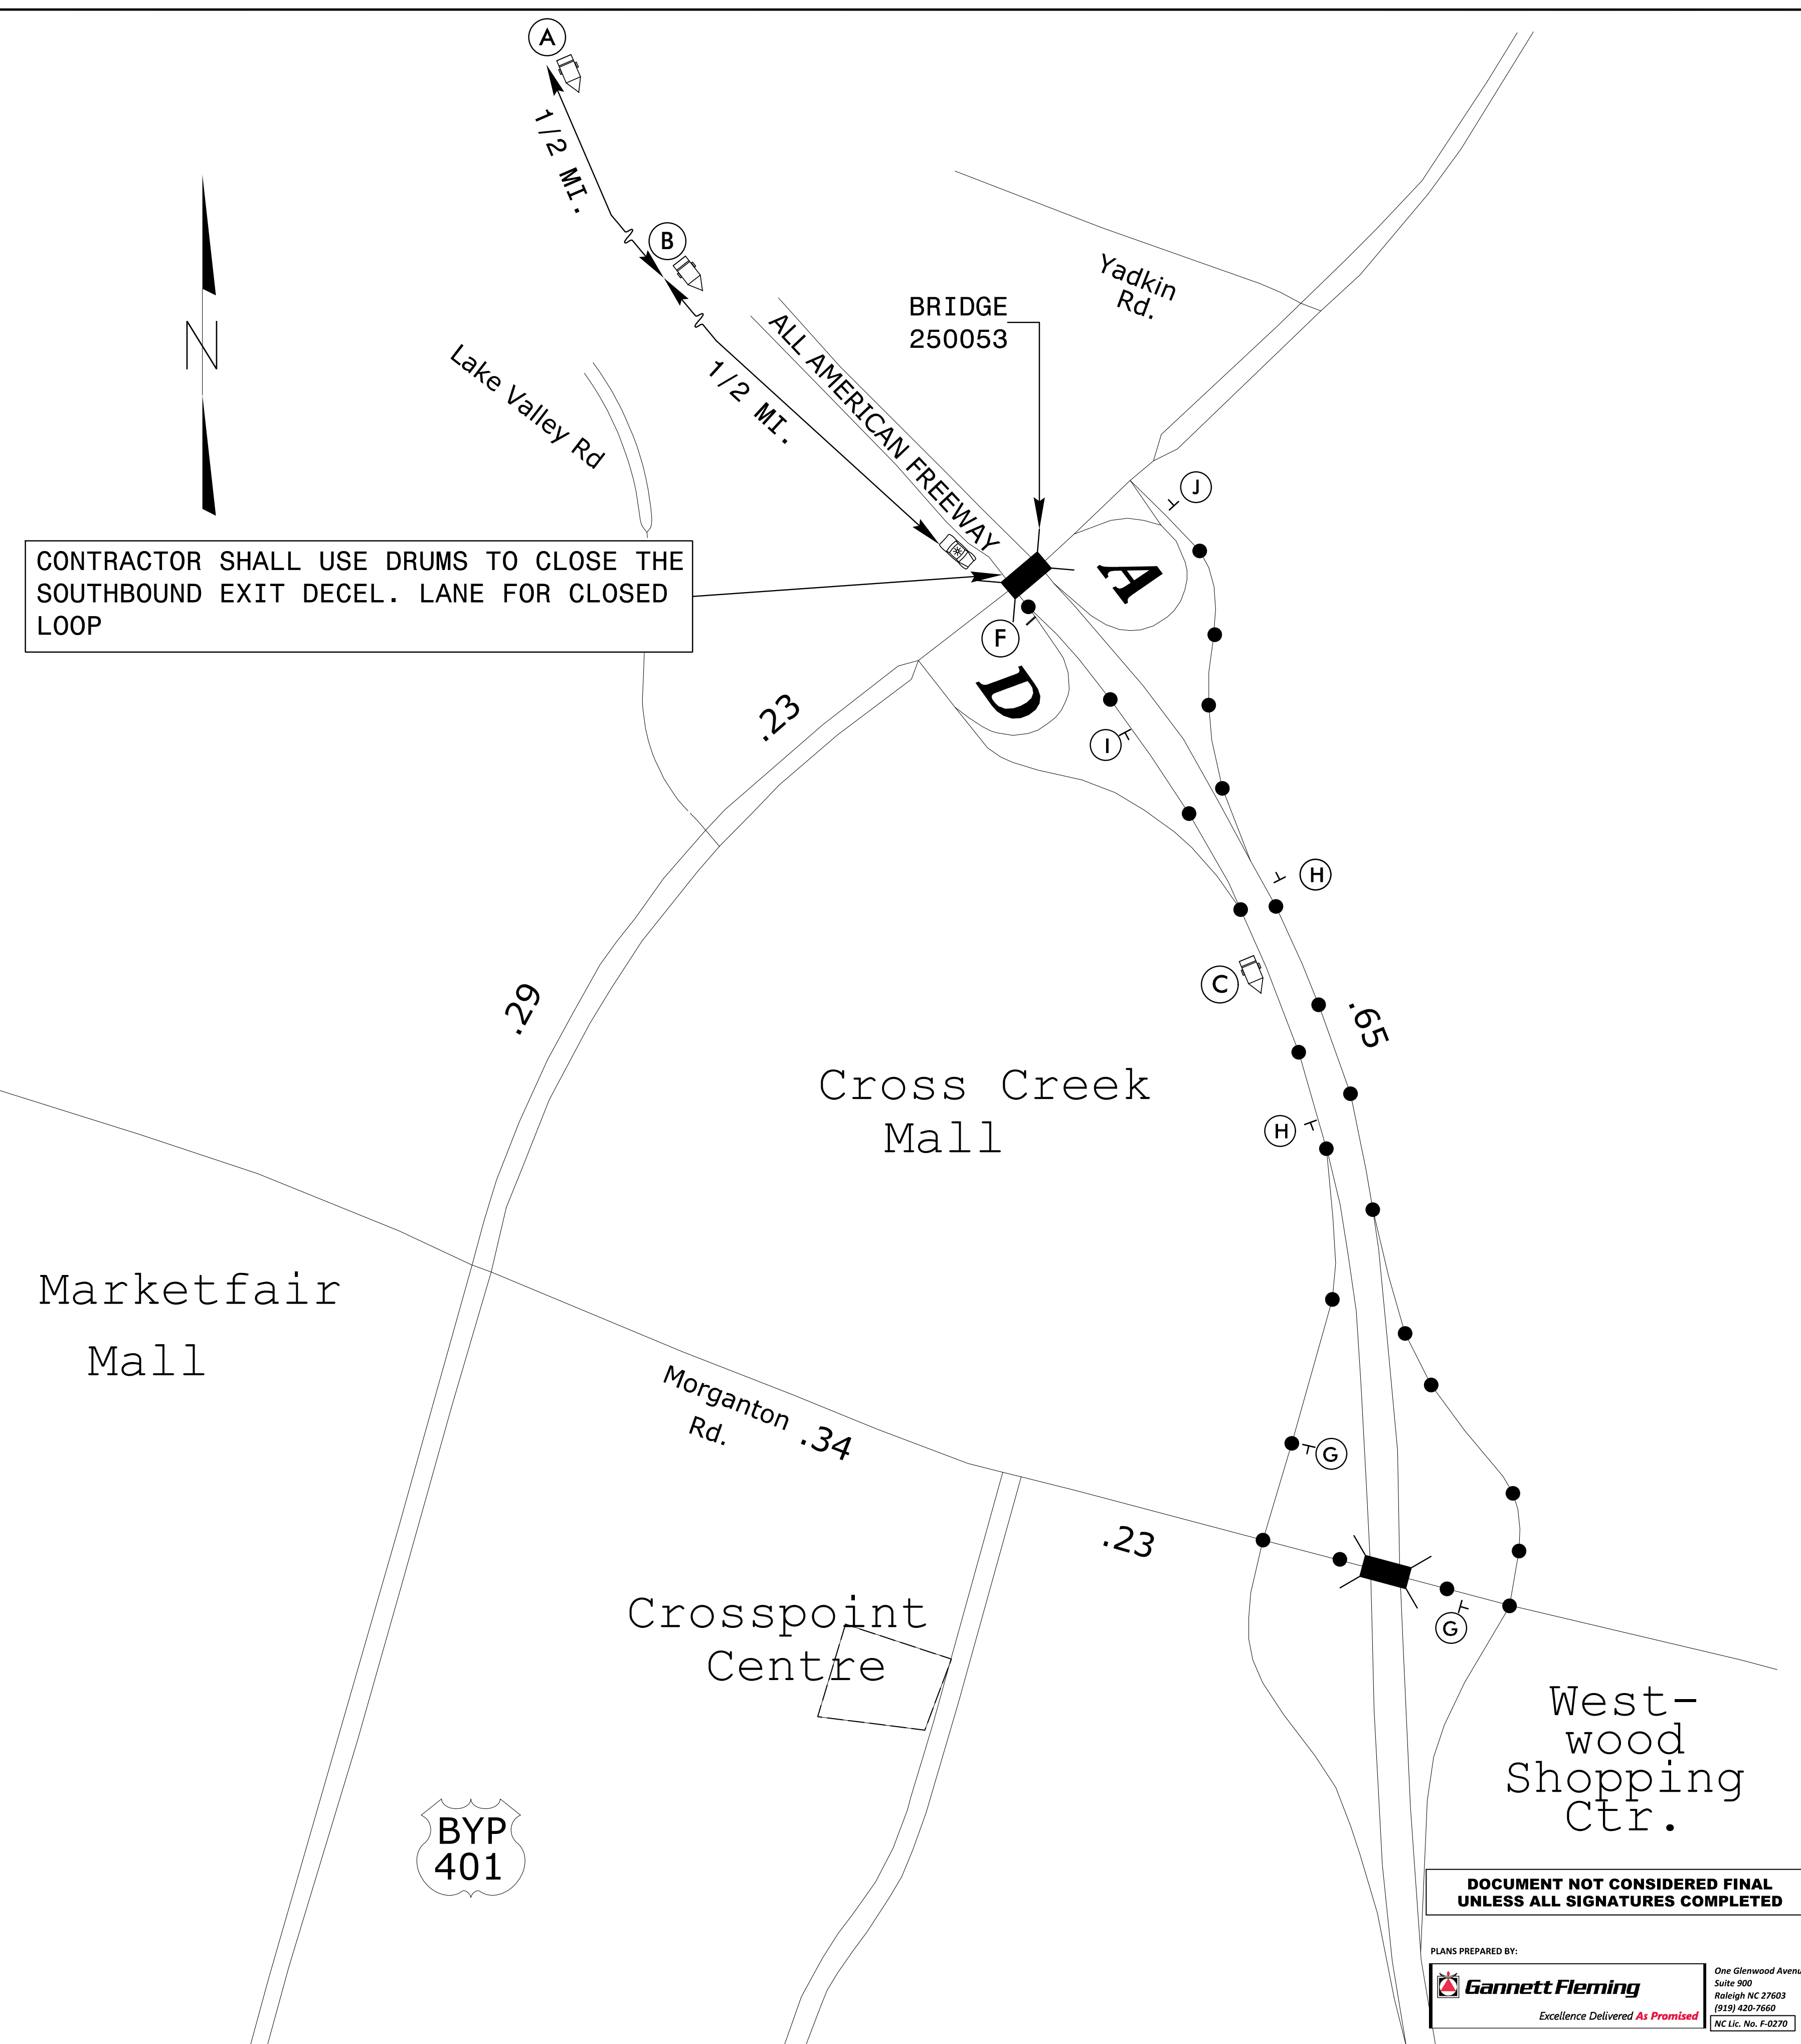 A
1/2 MI.
B
1/2 MI.
N
Yadkin
Rd.
BRIDGE
250053
ALL AMERICAN FREEWAY
Lake Valley Rd
J
A
CONTRACTOR SHALL USE DRUMS TO CLOSE THE
SOUTHBOUND EXIT DECEL. LANE FOR CLOSED
LOOP
F
D
.23
I
H
C
.29
.65
Cross Creek
Mall
H
Marketfair
Mall
Morganton
Rd.
.34
G
.23
G
Crosspoint
Centre
West-
wood
Shopping
Ctr.
BYP
401
DOCUMENT NOT CONSIDERED FINAL
UNLESS ALL SIGNATURES COMPLETED
PLANS PREPARED BY:
Gannett Fleming
Excellence Delivered As Promised
One Glenwood Avenu
Suite 900
Raleigh NC 27603
(919) 420-7660
NC Lic. No. F-0270